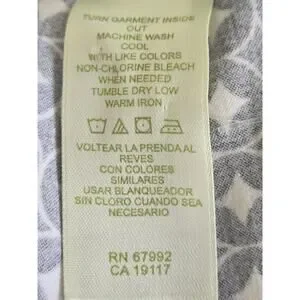 TURN GARMENT INSIDE
OUT
MACHINE WASH
COOL
WITH LIKE COLORS
NON-CHLORINE BLEACH
WHEN NEEDED
TUMBLE DRY LOW
WARM IRON
VOLTEAR LA PRENDA AL
REVES
CON COLORES
SIMILARES
USAR BLANQUEADOR
SIN CLORO CUANDO SEA
NECESARIO
RN 67992
CA 19117